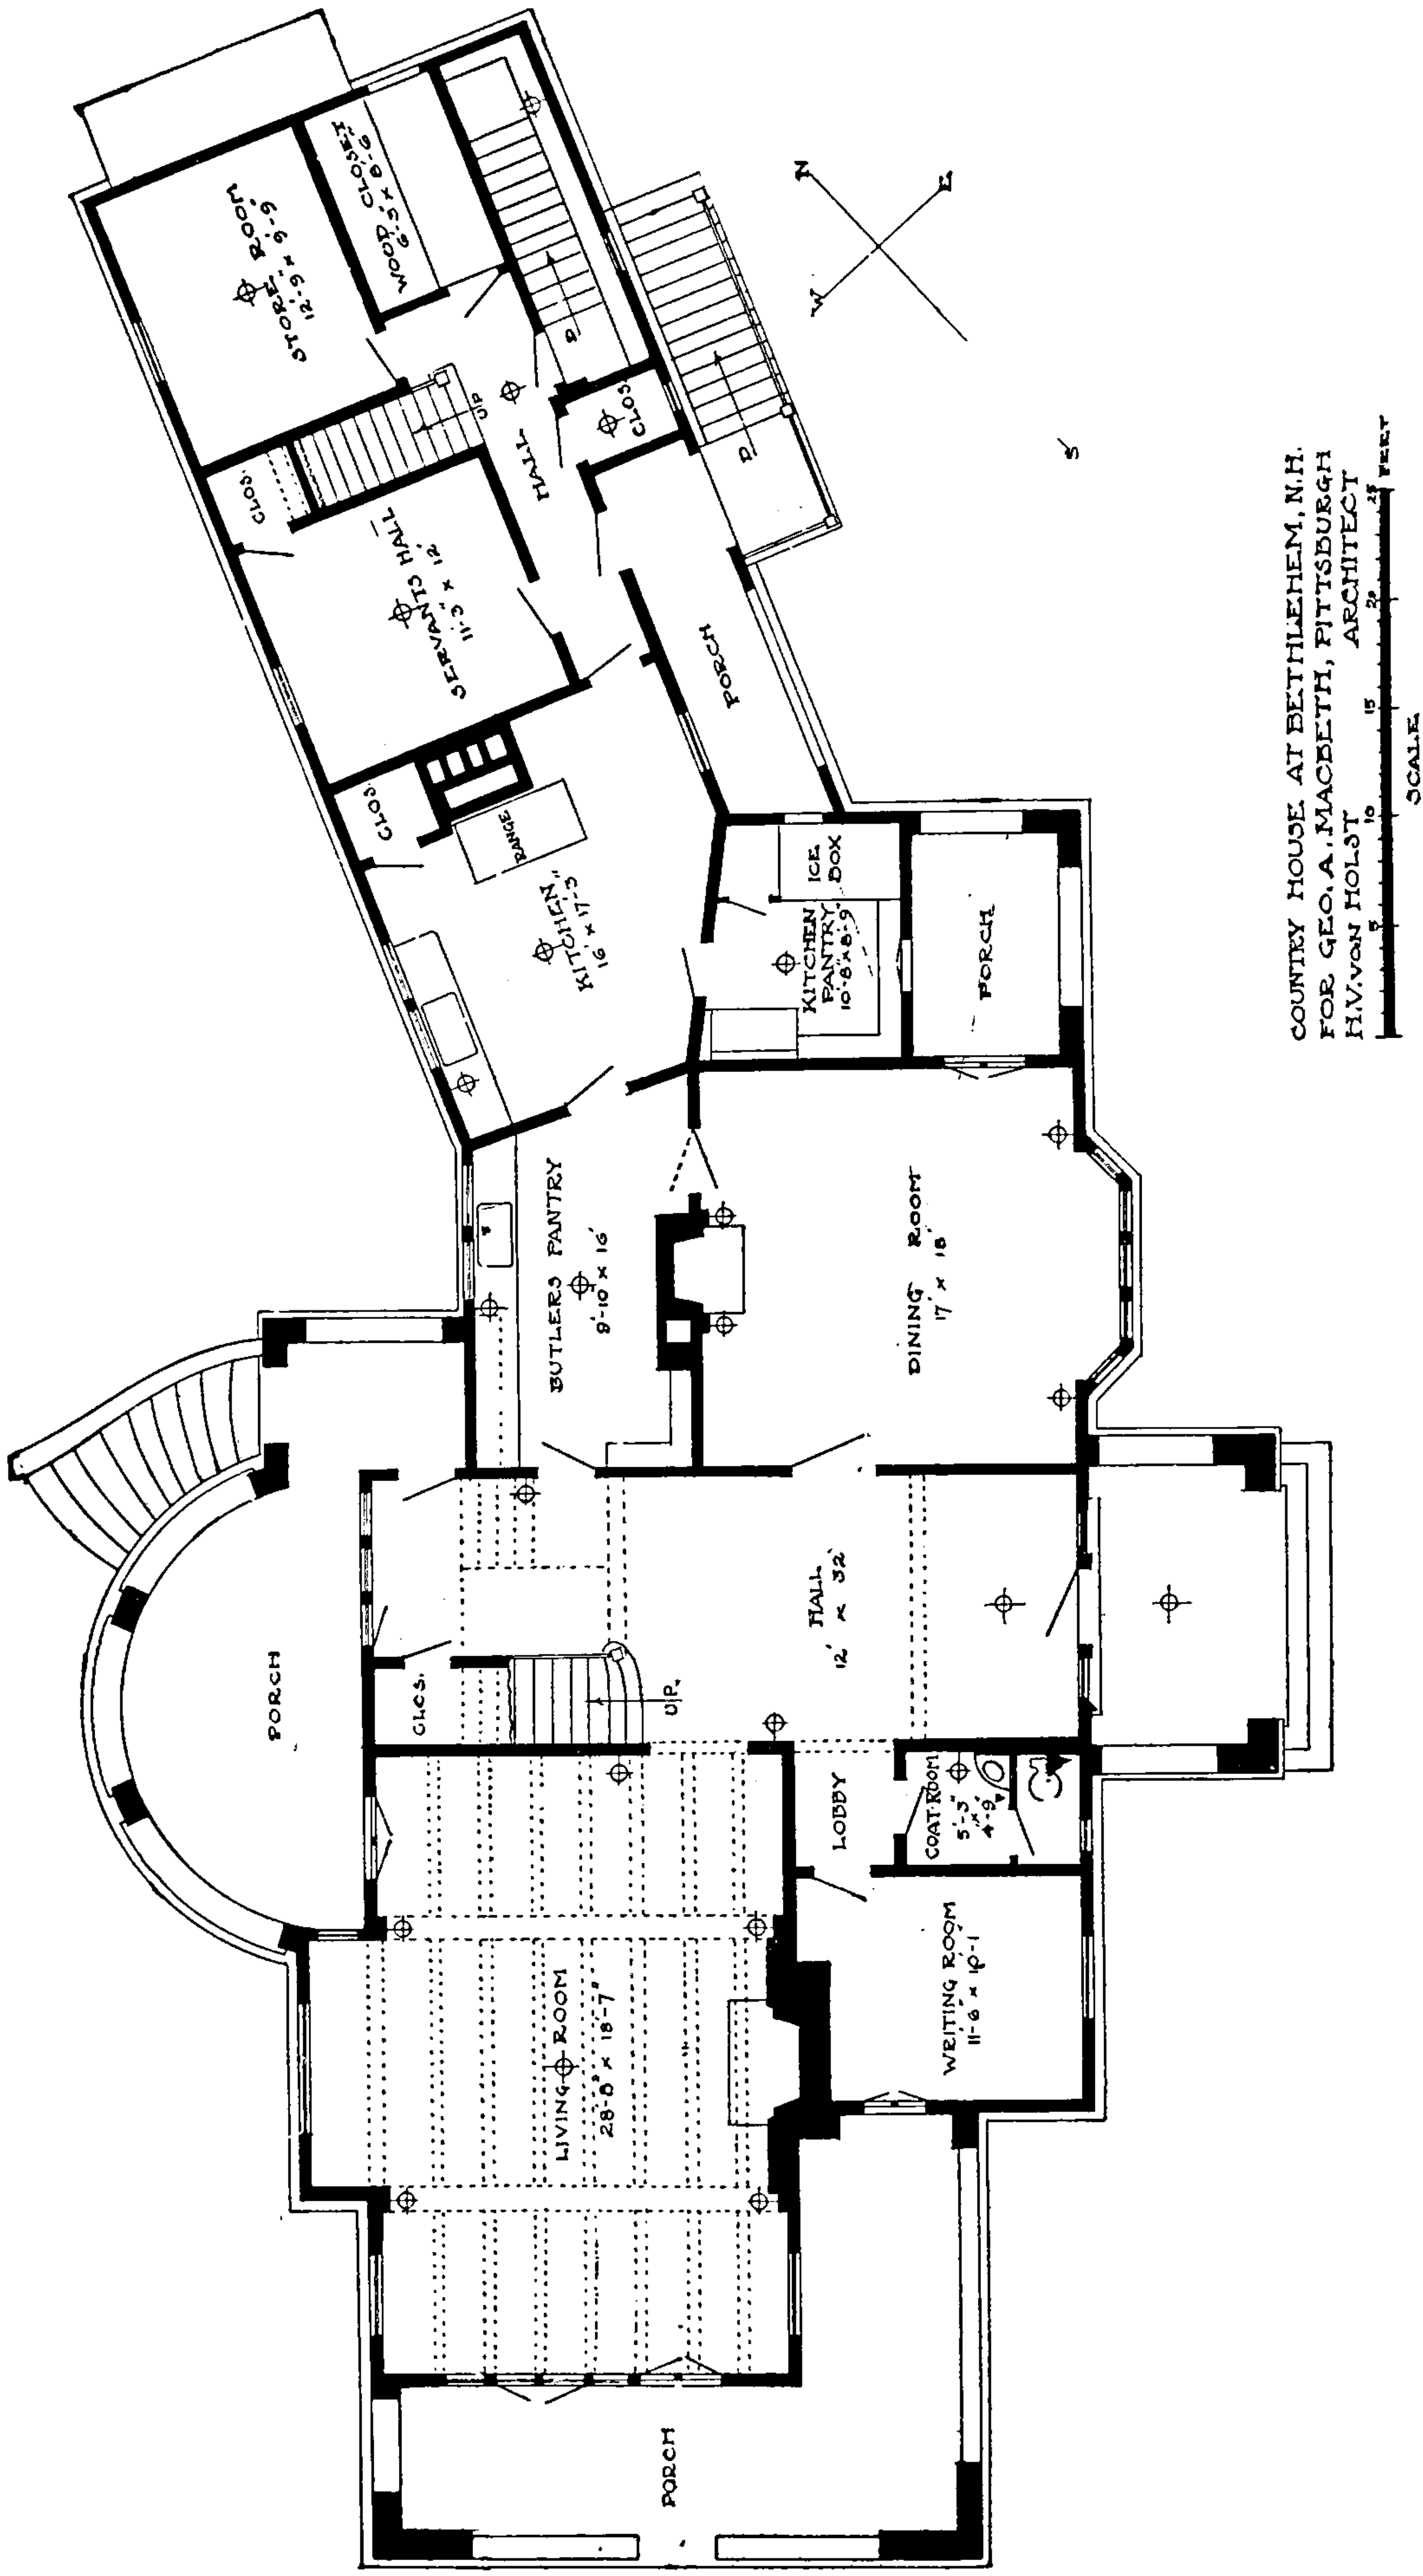 STORE ROOM
12'-9" x 9'-9"
WOOD CLOSET
6'-3" x 8'-6"
D
CLOS.
UP
HALL
CLOS.
SERVANTS HALL
11'-3" x 12'
D
PORCH
N
E
W
S
CLOS.
RANGE
KITCHEN
16' x 17'-3"
ICE BOX
KITCHEN PANTRY
10'-8" x 8'-9"
PORCH
BUTLERS PANTRY
9'-10" x 16'
DINING ROOM
17' x 18'
PORCH
CLOS.
UP.
HALL
12' x 32'
LOBBY
COAT ROOM
5'-3" x 4'-9"
LIVING ROOM
28'-8" x 18'-7"
WRITING ROOM
11'-6" x 10'-1
PORCH
COUNTRY HOUSE AT BETHLEHEM, N.H.
FOR GEO. A. MACBETH, PITTSBURGH
H.V. VON HOLST ARCHITECT
5 10 15 20 25 FEET
SCALE